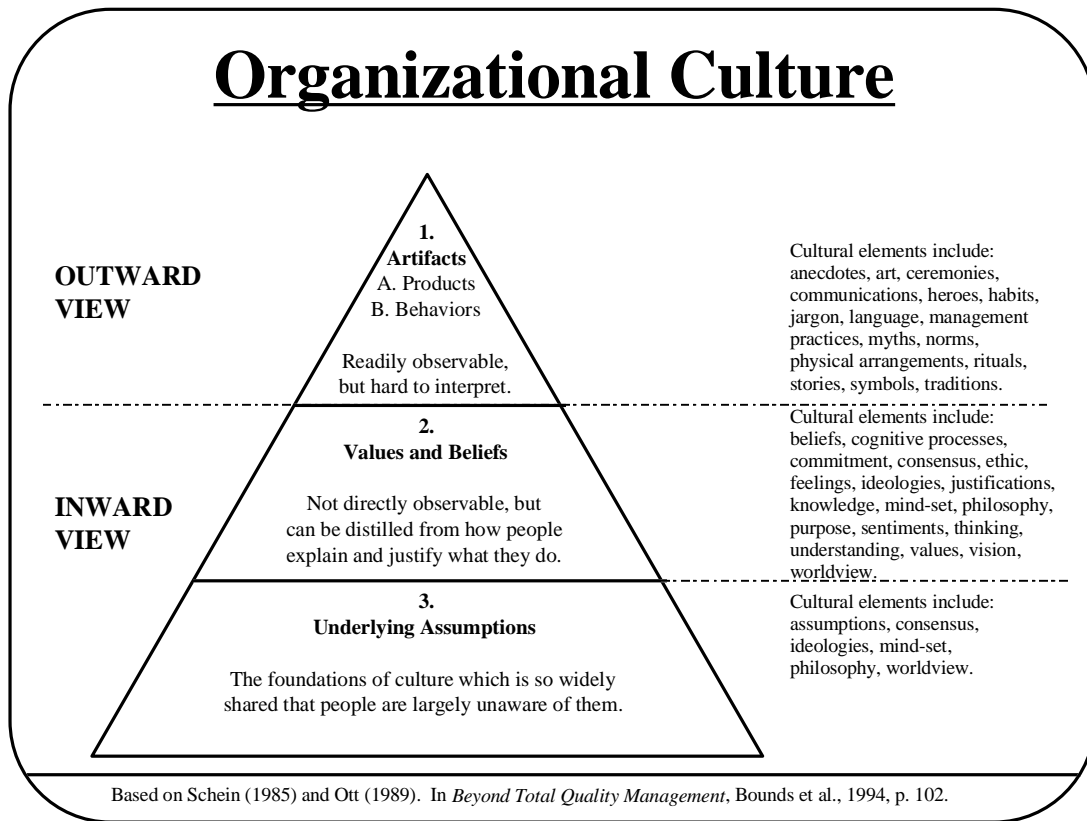 Organizational Culture
OUTWARD
VIEW
1.
Artifacts
A. Products
B. Behaviors
Readily observable,
but hard to interpret.
Cultural elements include:
anecdotes, art, ceremonies,
communications, heroes, habits,
jargon, language, management
practices, myths, norms,
physical arrangements, rituals,
stories, symbols, traditions.
INWARD
VIEW
2.
Values and Beliefs
Not directly observable, but
can be distilled from how people
explain and justify what they do.
Cultural elements include:
beliefs, cognitive processes,
commitment, consensus, ethic,
feelings, ideologies, justifications,
knowledge, mind-set, philosophy,
purpose, sentiments, thinking,
understanding, values, vision,
worldview.
3.
Underlying Assumptions
The foundations of culture which is so widely
shared that people are largely unaware of them.
Cultural elements include:
assumptions, consensus,
ideologies, mind-set,
philosophy, worldview.
Based on Schein (1985) and Ott (1989). In Beyond Total Quality Management, Bounds et al., 1994, p. 102.